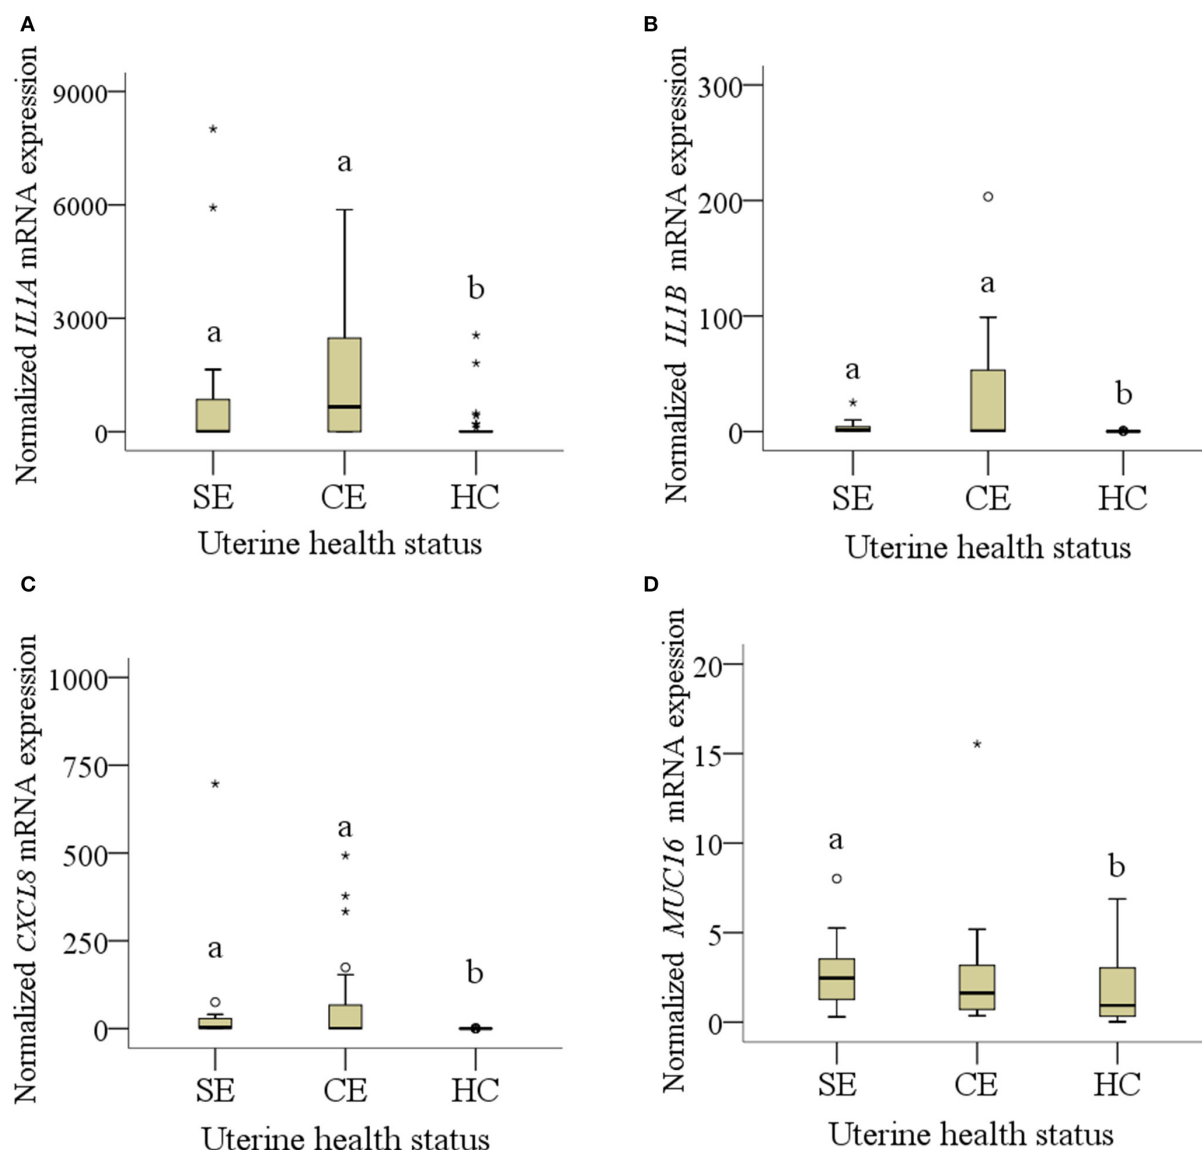 A
Normalized IL1A mRNA expression
9000
6000
3000
0
a
a
b
SE CE HC
Uterine health status
B
Normalized IL1B mRNA expression
300
200
100
0
a
a
b
SE CE HC
Uterine health status
C
Normalized CXCL8 mRNA expression
1000
750
500
250
0
a
a
b
SE CE HC
Uterine health status
D
Normalized MUC16 mRNA expession
20
15
10
5
0
a
b
SE CE HC
Uterine health status